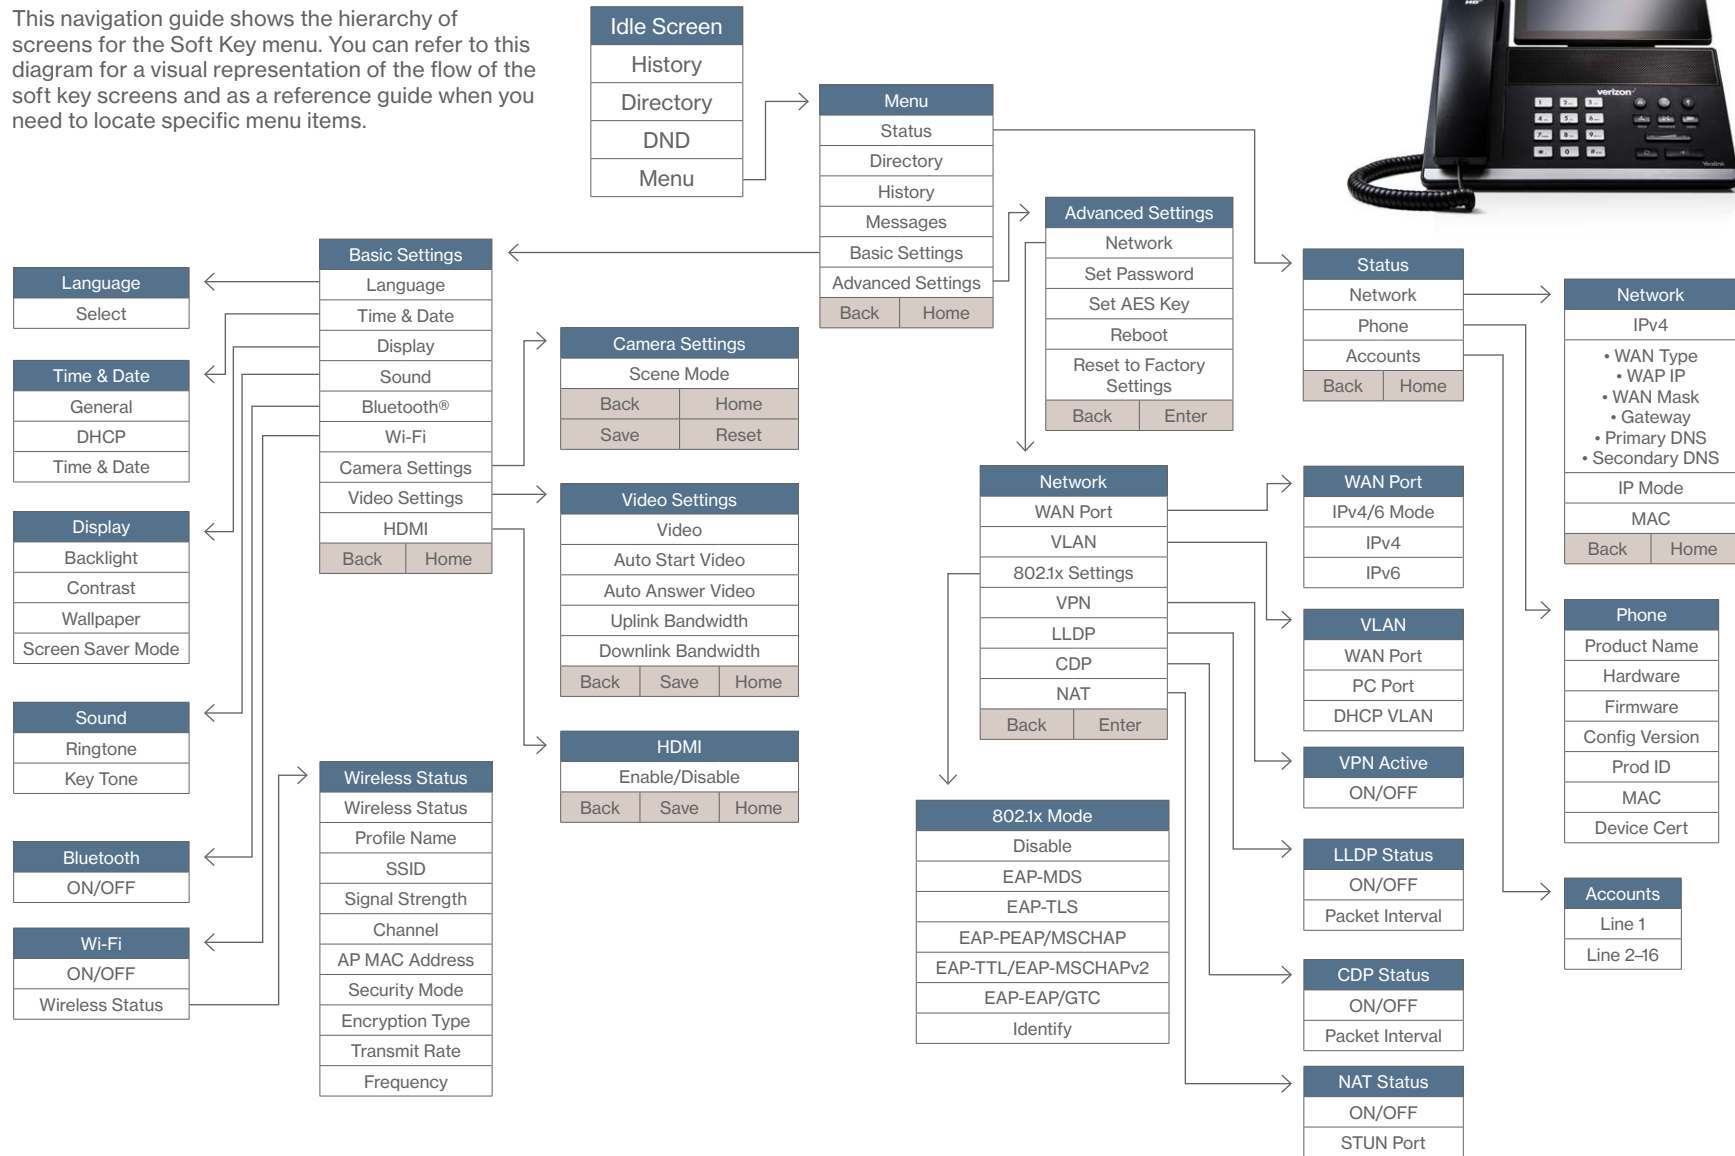 This navigation guide shows the hierarchy of
screens for the Soft Key menu. You can refer to this
diagram for a visual representation of the flow of the
soft key screens and as a reference guide when you
need to locate specific menu items.
Idle Screen
History
Directory
DND
Menu
Menu
Status
Directory
History
Messages
Basic Settings
Advanced Settings
Back Home
verizon
Yealink
Advanced Settings
Network
Set Password
Set AES Key
Reboot
Reset to Factory
Settings
Back Enter
Status
Network
Phone
Accounts
Back Home
Network
IPv4
• WAN Type
• WAP IP
• WAN Mask
• Gateway
• Primary DNS
• Secondary DNS
IP Mode
MAC
Back Home
Basic Settings
Language
Time & Date
Display
Sound
Bluetooth®
Wi-Fi
Camera Settings
Video Settings
HDMI
Back Home
Language
Select
Time & Date
General
DHCP
Time & Date
Display
Backlight
Contrast
Wallpaper
Screen Saver Mode
Sound
Ringtone
Key Tone
Bluetooth
ON/OFF
Wi-Fi
ON/OFF
Wireless Status
Wireless Status
Wireless Status
Profile Name
SSID
Signal Strength
Channel
AP MAC Address
Security Mode
Encryption Type
Transmit Rate
Frequency
Camera Settings
Scene Mode
Back Home
Save Reset
Video Settings
Video
Auto Start Video
Auto Answer Video
Uplink Bandwidth
Downlink Bandwidth
Back Save Home
HDMI
Enable/Disable
Back Save Home
Network
WAN Port
VLAN
802.1x Settings
VPN
LLDP
CDP
NAT
Back Enter
802.1x Mode
Disable
EAP-MDS
EAP-TLS
EAP-PEAP/MSCHAP
EAP-TTL/EAP-MSCHAPv2
EAP-EAP/GTC
Identify
WAN Port
IPv4/6 Mode
IPv4
IPv6
VLAN
WAN Port
PC Port
DHCP VLAN
VPN Active
ON/OFF
LLDP Status
ON/OFF
Packet Interval
CDP Status
ON/OFF
Packet Interval
NAT Status
ON/OFF
STUN Port
Phone
Product Name
Hardware
Firmware
Config Version
Prod ID
MAC
Device Cert
Accounts
Line 1
Line 2–16